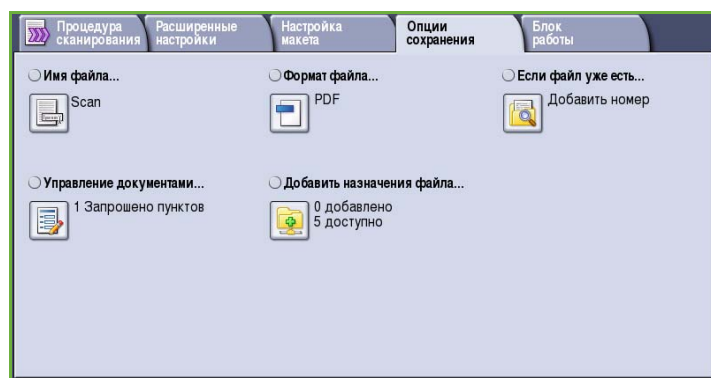 Процедура сканирования
Расширенные настройки
Настройка макета
Опции сохранения
Блок работы
Имя файла...
Scan
Формат файла...
PDF
Если файл уже есть...
Добавить номер
Управление документами...
1 Запрошено пунктов
Добавить назначения файла...
0 добавлено
5 доступно